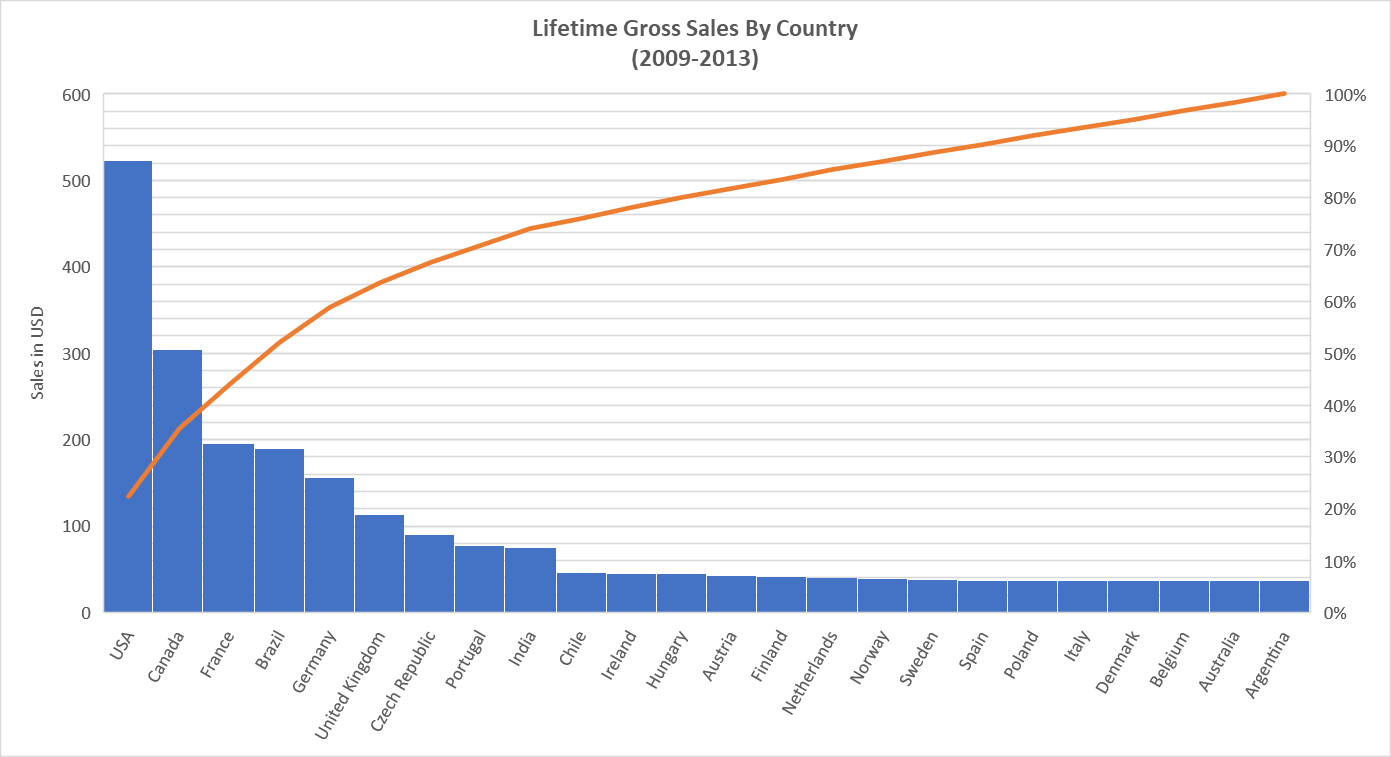 Lifetime Gross Sales By Country
(2009-2013)
600
500
400
300
200
100
0
Sales in USD
100%
90%
80%
70%
60%
50%
40%
30%
20%
10%
0%
USA
Canada
France
Brazil
Germany
United Kingdom
Czech Republic
Portugal
India
Chile
Ireland
Hungary
Austria
Finland
Netherlands
Norway
Sweden
Spain
Poland
Italy
Denmark
Belgium
Australia
Argentina